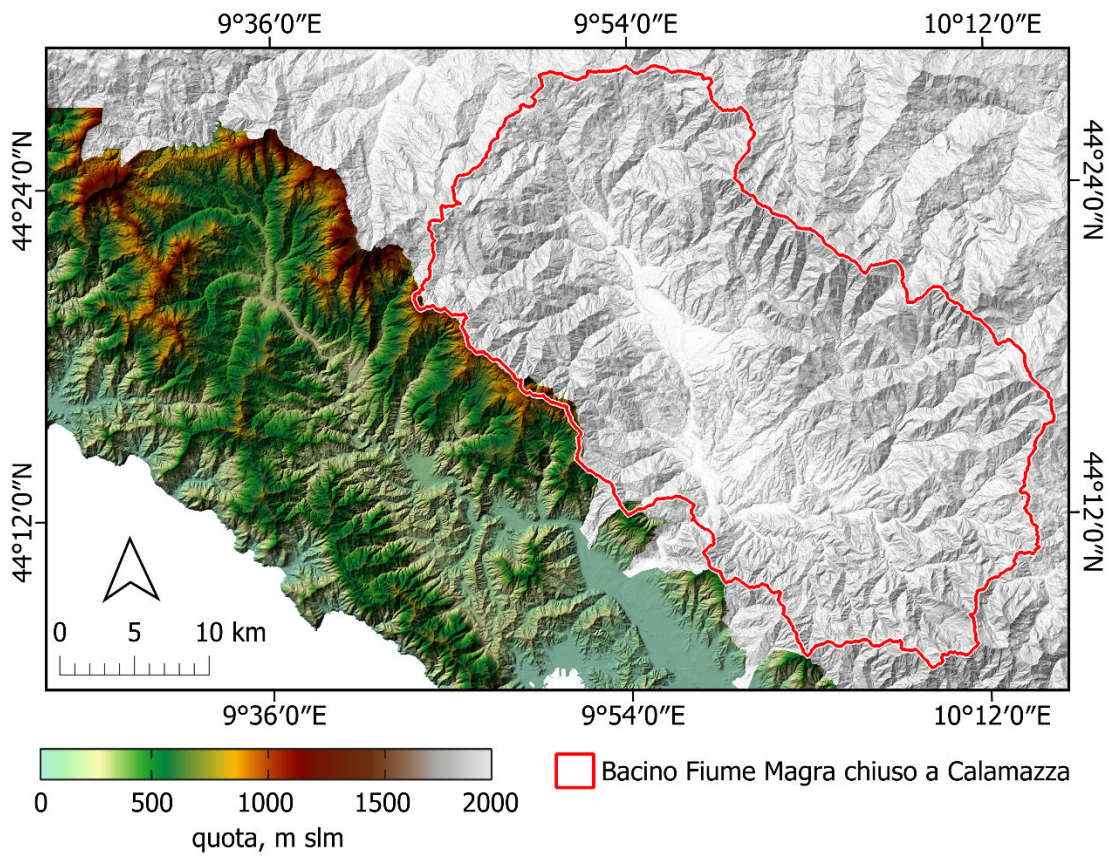 9°36′0″E 9°54′0″E 10°12′0″E
44°24′0″N 44°24′0″N
44°12′0″N 44°12′0″N
0 5 10 km
9°36′0″E 9°54′0″E 10°12′0″E
Bacino Fiume Magra chiuso a Calamazza
0 500 1000 1500 2000
quota, m slm